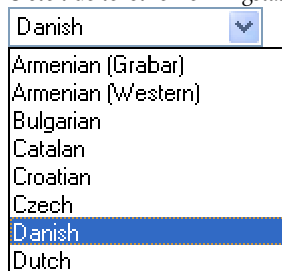 Danish
Armenian (Grabar)
Armenian (Western)
Bulgarian
Catalan
Croatian
Czech
Danish
Dutch